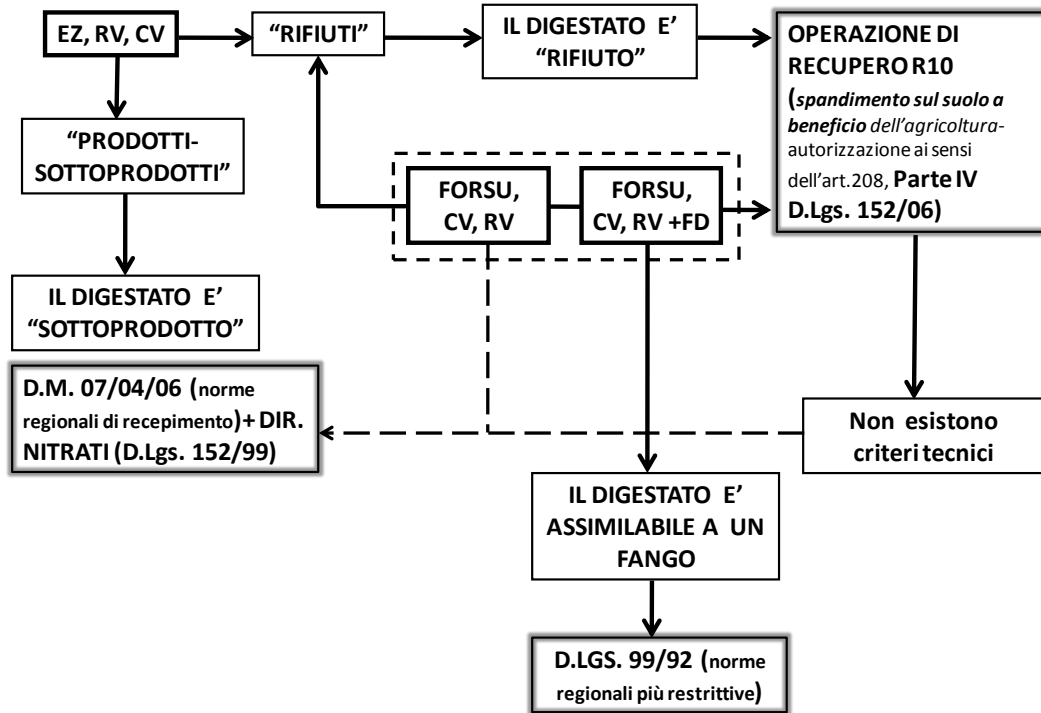 EZ, RV, CV
“RIFIUTI”
IL DIGESTATO E’
“RIFIUTO”
OPERAZIONE DI
RECUPERO R10
(spandimento sul suolo a
beneficio dell’agricoltura-
autorizzazione ai sensi
dell’art.208, Parte IV
D.Lgs. 152/06)
“PRODOTTI-
SOTTOPRODOTTI”
FORSU,
CV, RV
FORSU,
CV, RV +FD
IL DIGESTATO E’
“SOTTOPRODOTTO”
D.M. 07/04/06 (norme
regionali di recepimento)+ DIR.
NITRATI (D.Lgs. 152/99)
Non esistono
criteri tecnici
IL DIGESTATO E’
ASSIMILABILE A UN
FANGO
D.LGS. 99/92 (norme
regionali più restrittive)